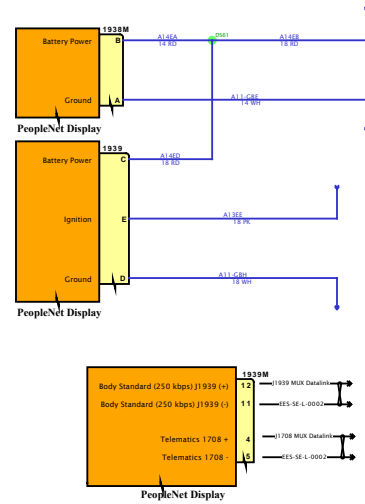 1938M
Battery Power B A14EA DS61 A14EB
14 RD 18 RD
Ground A A11-GBE
14 WH
PeopleNet Display
1939
Battery Power C A14ED
18 RD
Ignition E A13EE
18 PK
Ground D A11-GBH
18 WH
PeopleNet Display
1939M
Body Standard (250 kbps) J1939 (+) 12 J1939 MUX Datalink
Body Standard (250 kbps) J1939 (-) 11 EES-SE-L-0002
Telematics 1708 + 4 J1708 MUX Datalink
Telematics 1708 - 5 EES-SE-L-0002
PeopleNet Display